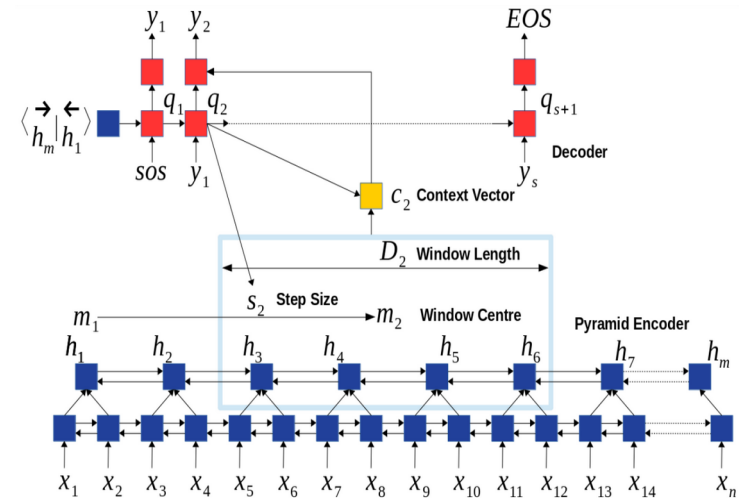 y₁ y₂ EOS
q₁ q₂ qₛ₊₁
⟨h⃗ₘ|h⃖₁⟩
sos y₁ yₛ Decoder
c₂ Context Vector
D₂ Window Length
s₂ Step Size
m₁ m₂ Window Centre Pyramid Encoder
h₁ h₂ h₃ h₄ h₅ h₆ h₇ hₘ
x₁ x₂ x₃ x₄ x₅ x₆ x₇ x₈ x₉ x₁₀ x₁₁ x₁₂ x₁₃ x₁₄ xₙ